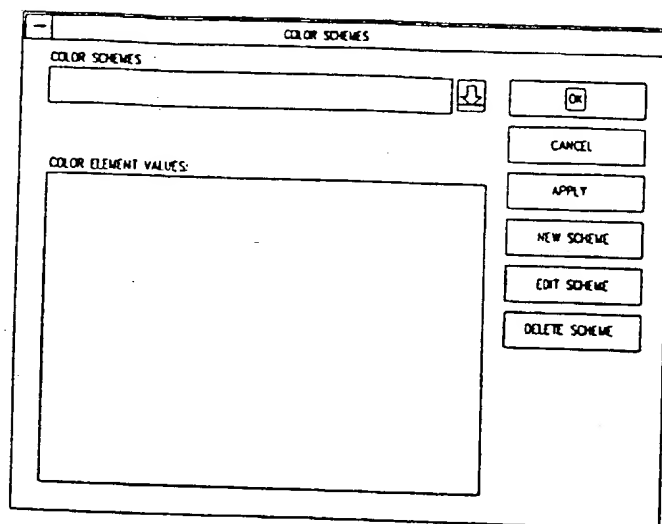 COLOR SCHEMES
COLOR SCHEMES
OK
CANCEL
COLOR ELEMENT VALUES:
APPLY
NEW SCHEME
EDIT SCHEME
DELETE SCHEME